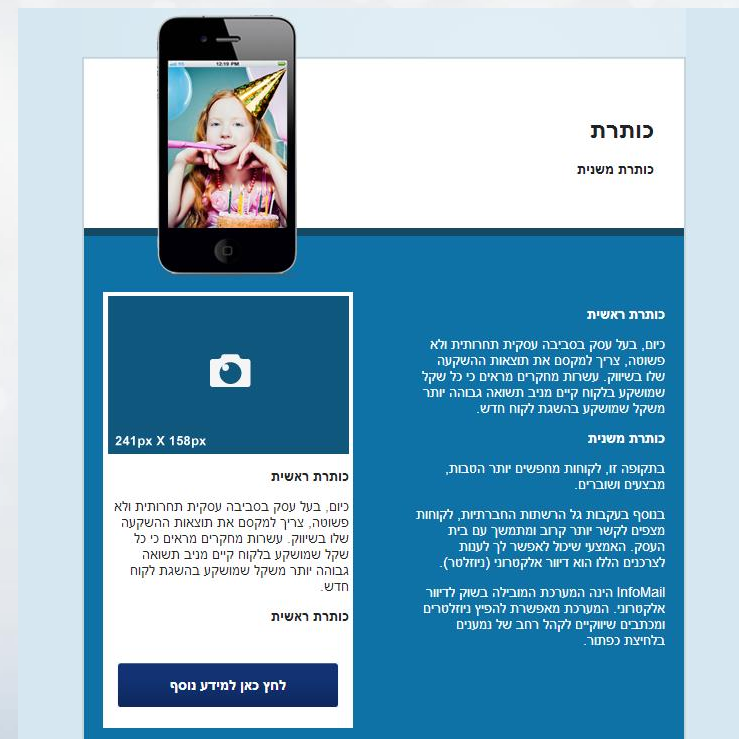 12:19 PM
כותרת
כותרת משנית
כותרת ראשית
כיום, בעל עסק בסביבה עסקית תחרותית ולא
פשוטה, צריך למקסם את תוצאות ההשקעה
שלו בשיווק. עשרות מחקרים מראים כי כל שקל
שמושקע בלקוח קיים מניב תשואה גבוהה יותר
משקל שמושקע בהשגת לקוח חדש.
כותרת משנית
בתקופה זו, לקוחות מחפשים יותר הטבות,
מבצעים ושוברים.
בנוסף בעקבות גל הרשתות החברתיות, לקוחות
מצפים לקשר יותר קרוב ומתמשך עם בית
העסק. האמצעי שיכול לאפשר לך לענות
לצרכנים הללו הוא דיוור אלקטרוני (ניוזלטר).
InfoMail הינה המערכת המובילה בשוק לדיוור
אלקטרוני. המערכת מאפשרת להפיץ ניוזלטרים
ומכתבים שיווקיים לקהל רחב של נמענים
בלחיצת כפתור.
241px X 158px
כותרת ראשית
כיום, בעל עסק בסביבה עסקית תחרותית ולא
פשוטה, צריך למקסם את תוצאות ההשקעה
שלו בשיווק. עשרות מחקרים מראים כי כל
שקל שמושקע בלקוח קיים מניב תשואה
גבוהה יותר משקל שמושקע בהשגת לקוח
חדש.
כותרת ראשית
לחץ כאן למידע נוסף